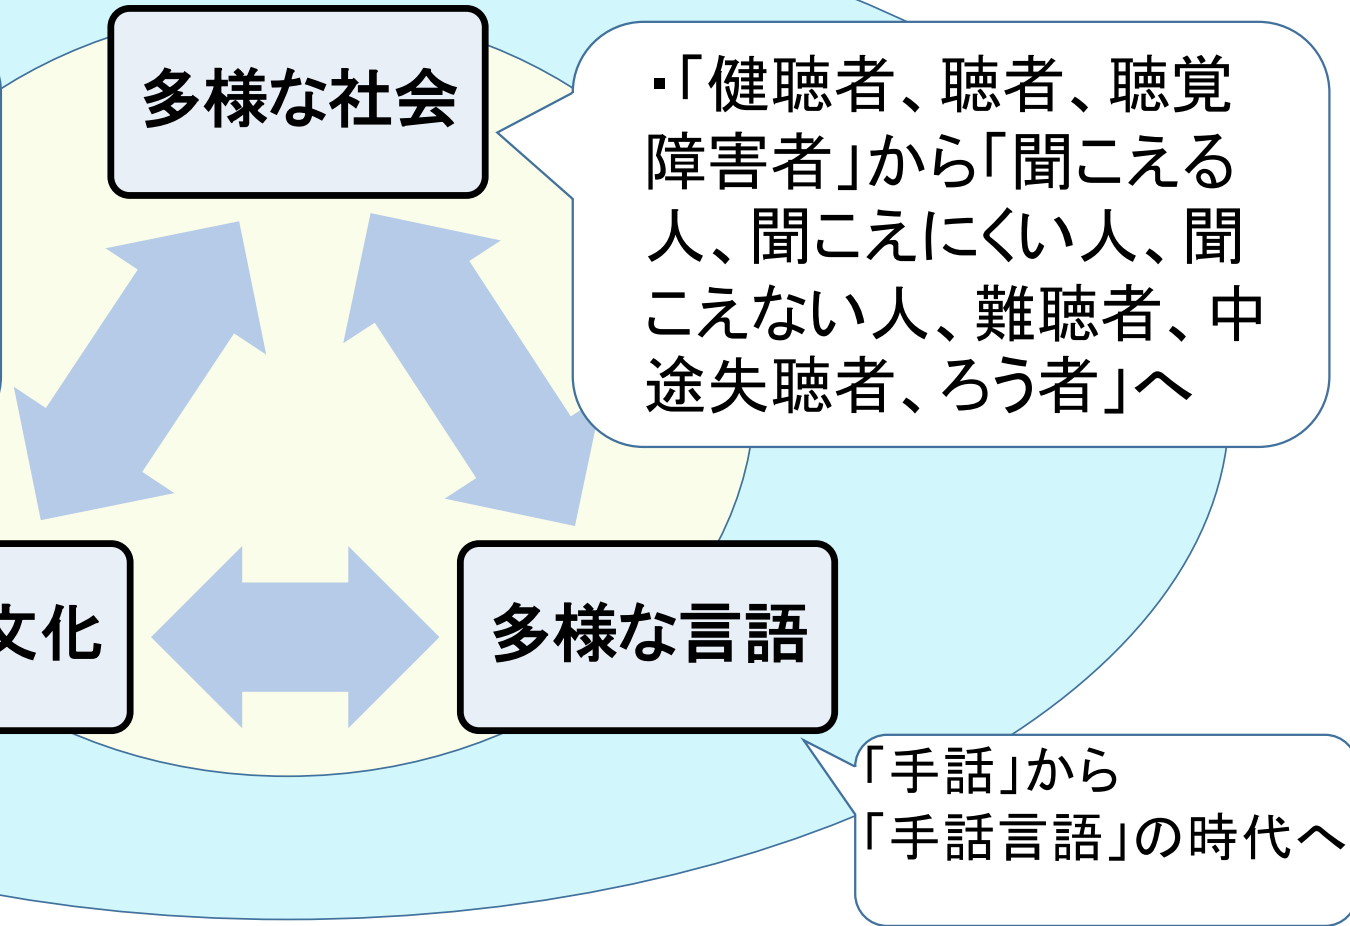 多様な社会
・「健聴者、聴者、聴覚
障害者」から「聞こえる
人、聞こえにくい人、聞
こえない人、難聴者、中
途失聴者、ろう者」へ
文化
多様な言語
「手話」から
「手話言語」の時代へ